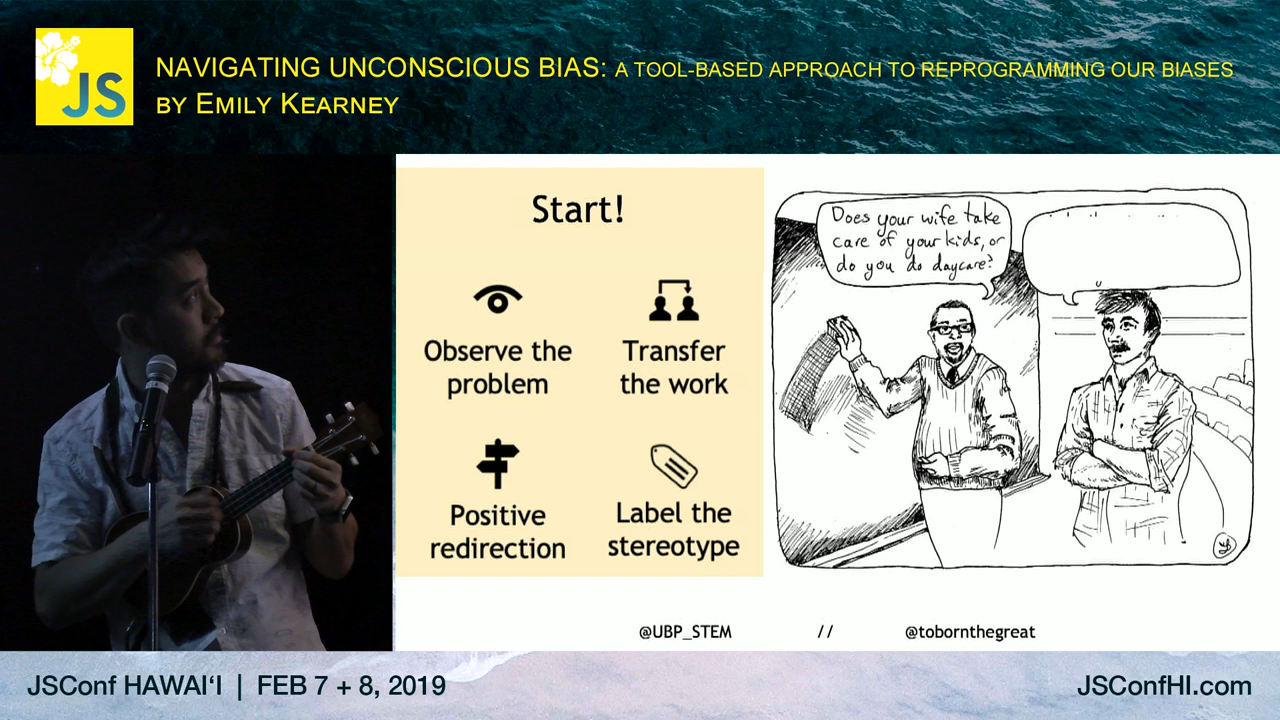 JS
NAVIGATING UNCONSCIOUS BIAS: A TOOL-BASED APPROACH TO REPROGRAMMING OUR BIASES
BY EMILY KEARNEY
Start!
Observe the
problem
Transfer
the work
Positive
redirection
Label the
stereotype
Does your wife take
care of your kids, or
do you do daycare?
@UBP_STEM // @tobornthegreat
JSConf HAWAIʻI | FEB 7 + 8, 2019
JSConfHI.com